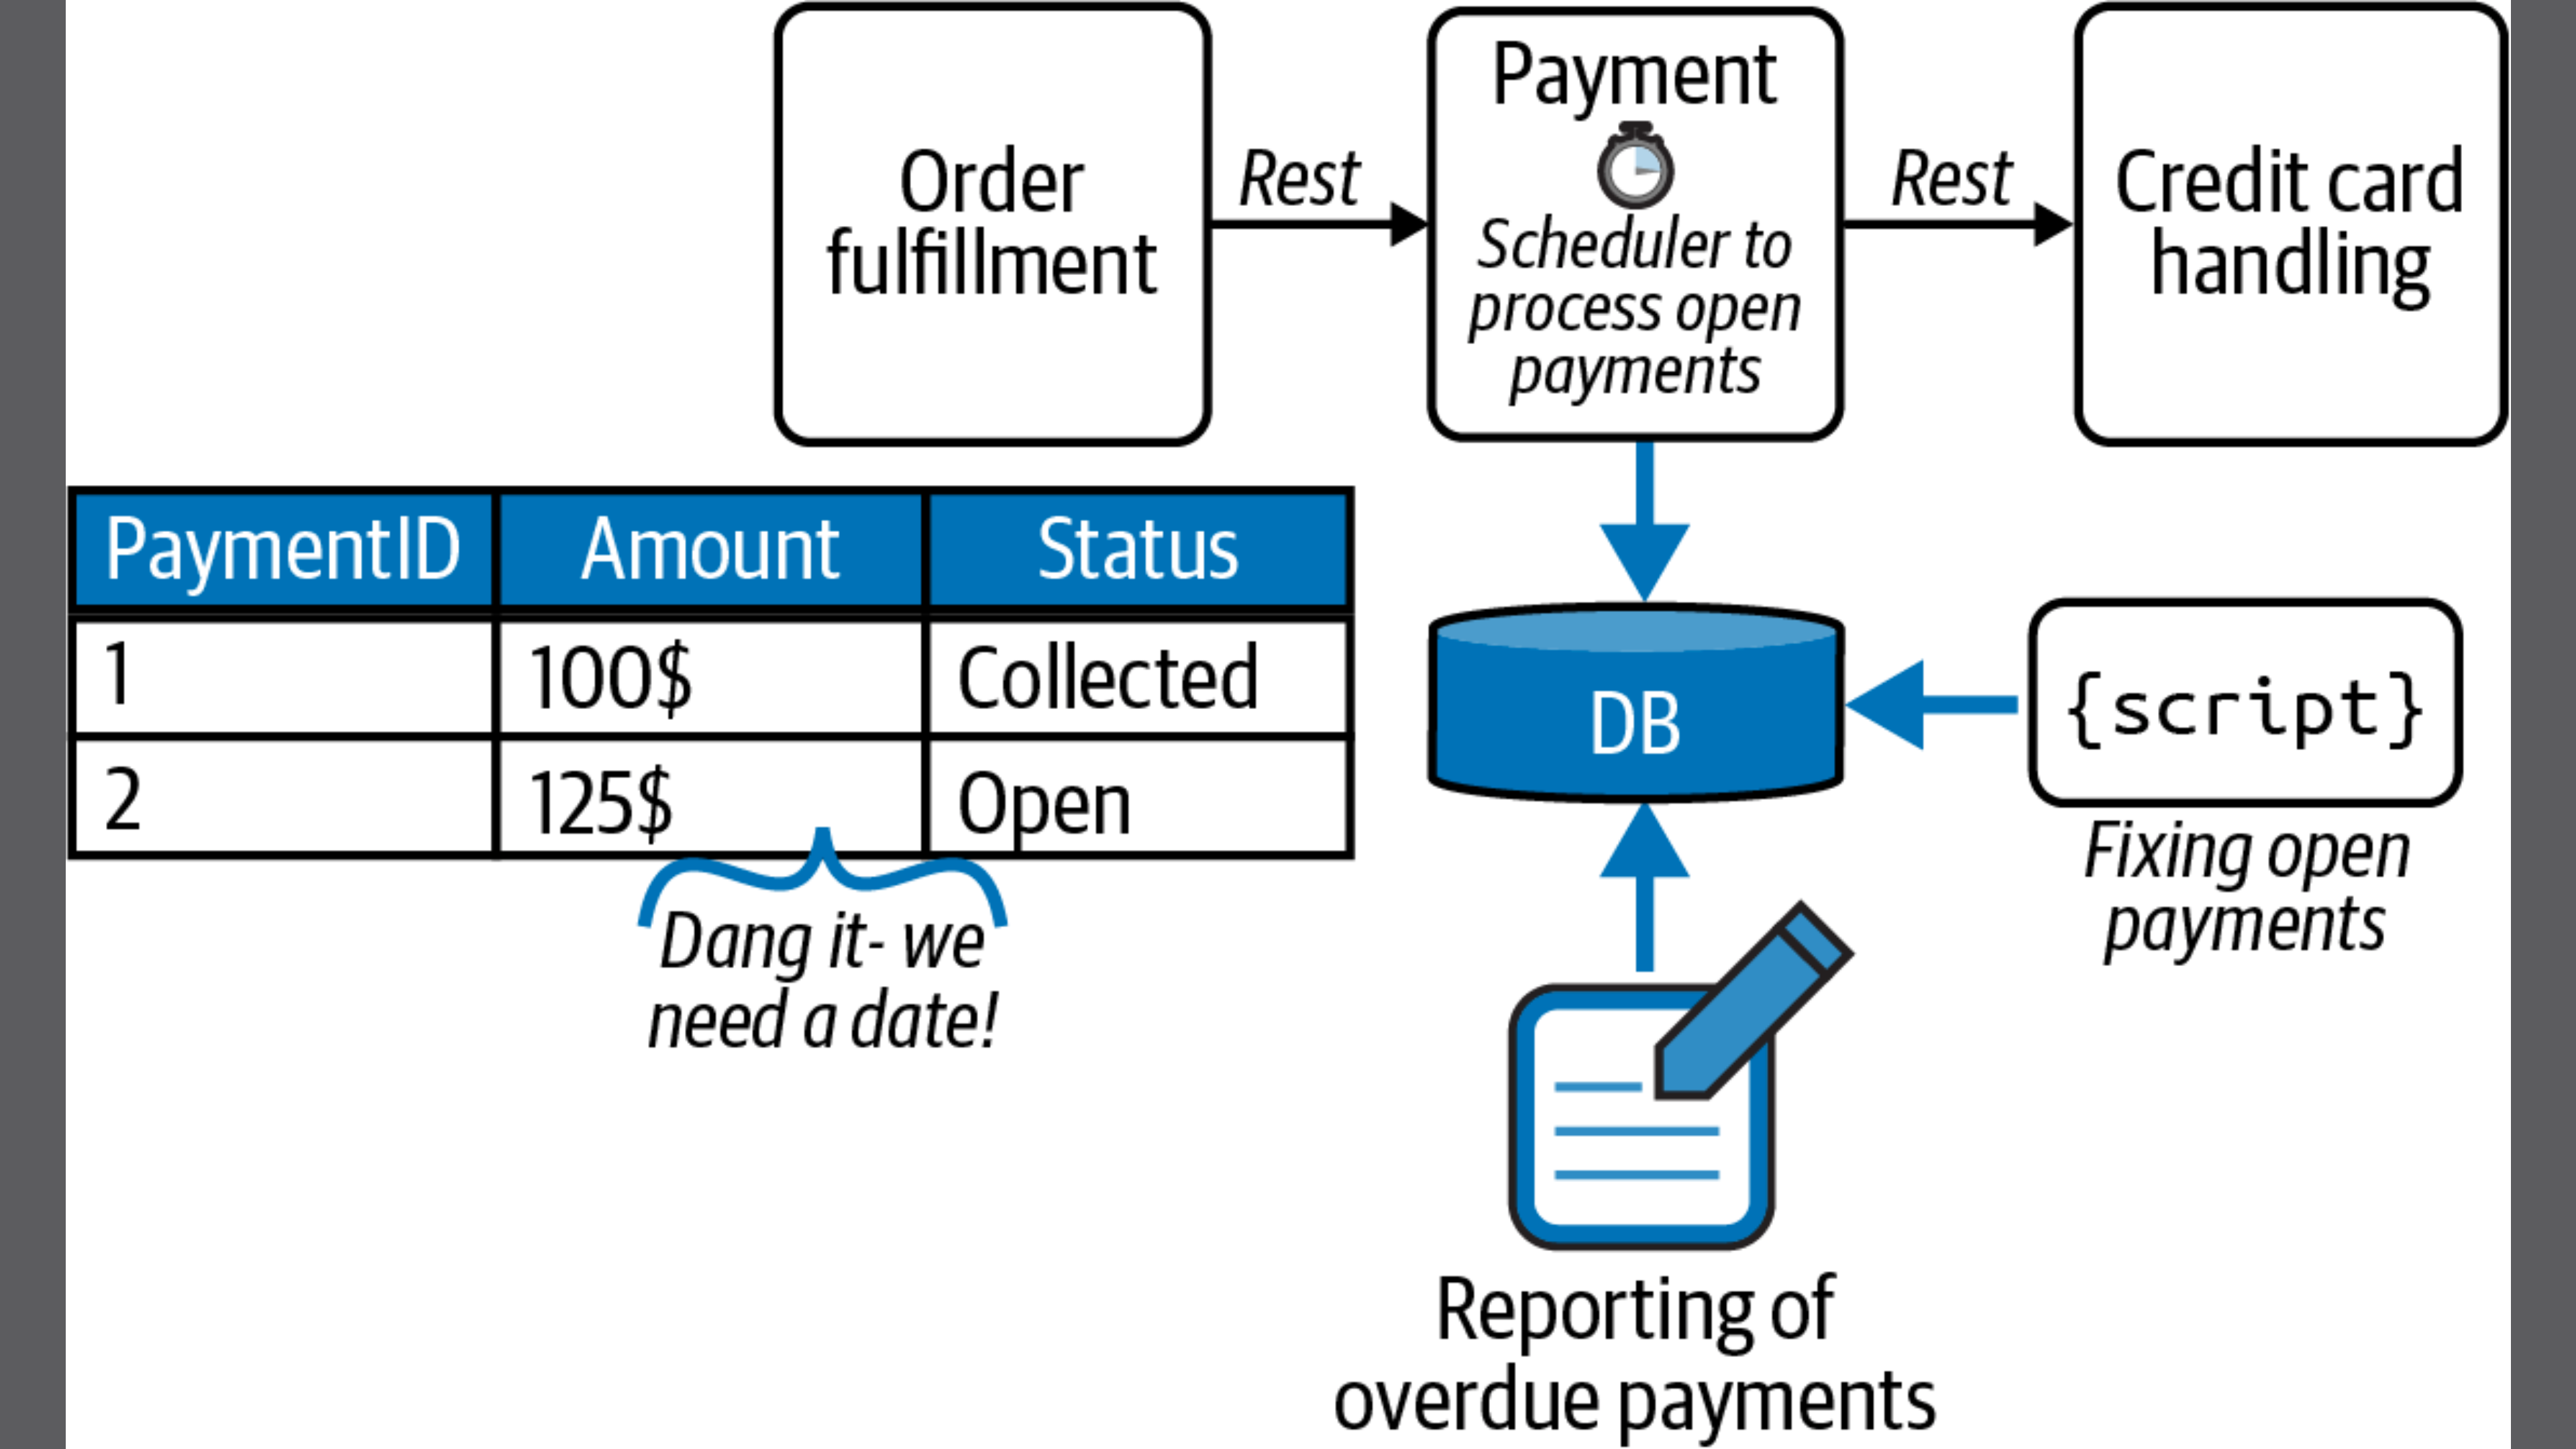 Order
fulfillment
Rest
Payment
Scheduler to
process open
payments
Rest
Credit card
handling
PaymentID Amount Status
1 100$ Collected
2 125$ Open
Dang it- we
need a date!
DB
{script}
Fixing open
payments
Reporting of
overdue payments